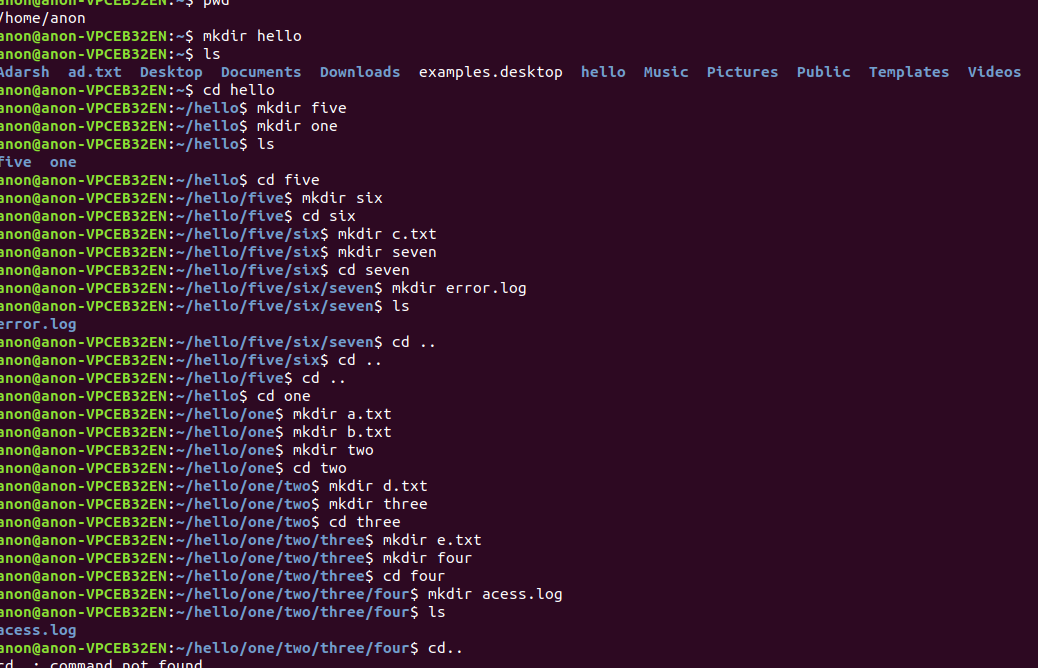 anon@anon-VPCEB32EN:~$ pwd
/home/anon
anon@anon-VPCEB32EN:~$ mkdir hello
anon@anon-VPCEB32EN:~$ ls
Adarsh  ad.txt  Desktop  Documents  Downloads  examples.desktop  hello  Music  Pictures  Public  Templates  Videos
anon@anon-VPCEB32EN:~$ cd hello
anon@anon-VPCEB32EN:~/hello$ mkdir five
anon@anon-VPCEB32EN:~/hello$ mkdir one
anon@anon-VPCEB32EN:~/hello$ ls
five  one
anon@anon-VPCEB32EN:~/hello$ cd five
anon@anon-VPCEB32EN:~/hello/five$ mkdir six
anon@anon-VPCEB32EN:~/hello/five$ cd six
anon@anon-VPCEB32EN:~/hello/five/six$ mkdir c.txt
anon@anon-VPCEB32EN:~/hello/five/six$ mkdir seven
anon@anon-VPCEB32EN:~/hello/five/six$ cd seven
anon@anon-VPCEB32EN:~/hello/five/six/seven$ mkdir error.log
anon@anon-VPCEB32EN:~/hello/five/six/seven$ ls
error.log
anon@anon-VPCEB32EN:~/hello/five/six/seven$ cd ..
anon@anon-VPCEB32EN:~/hello/five/six$ cd ..
anon@anon-VPCEB32EN:~/hello/five$ cd ..
anon@anon-VPCEB32EN:~/hello$ cd one
anon@anon-VPCEB32EN:~/hello/one$ mkdir a.txt
anon@anon-VPCEB32EN:~/hello/one$ mkdir b.txt
anon@anon-VPCEB32EN:~/hello/one$ mkdir two
anon@anon-VPCEB32EN:~/hello/one$ cd two
anon@anon-VPCEB32EN:~/hello/one/two$ mkdir d.txt
anon@anon-VPCEB32EN:~/hello/one/two$ mkdir three
anon@anon-VPCEB32EN:~/hello/one/two$ cd three
anon@anon-VPCEB32EN:~/hello/one/two/three$ mkdir e.txt
anon@anon-VPCEB32EN:~/hello/one/two/three$ mkdir four
anon@anon-VPCEB32EN:~/hello/one/two/three$ cd four
anon@anon-VPCEB32EN:~/hello/one/two/three/four$ mkdir acess.log
anon@anon-VPCEB32EN:~/hello/one/two/three/four$ ls
acess.log
anon@anon-VPCEB32EN:~/hello/one/two/three/four$ cd..
cd..: command not found